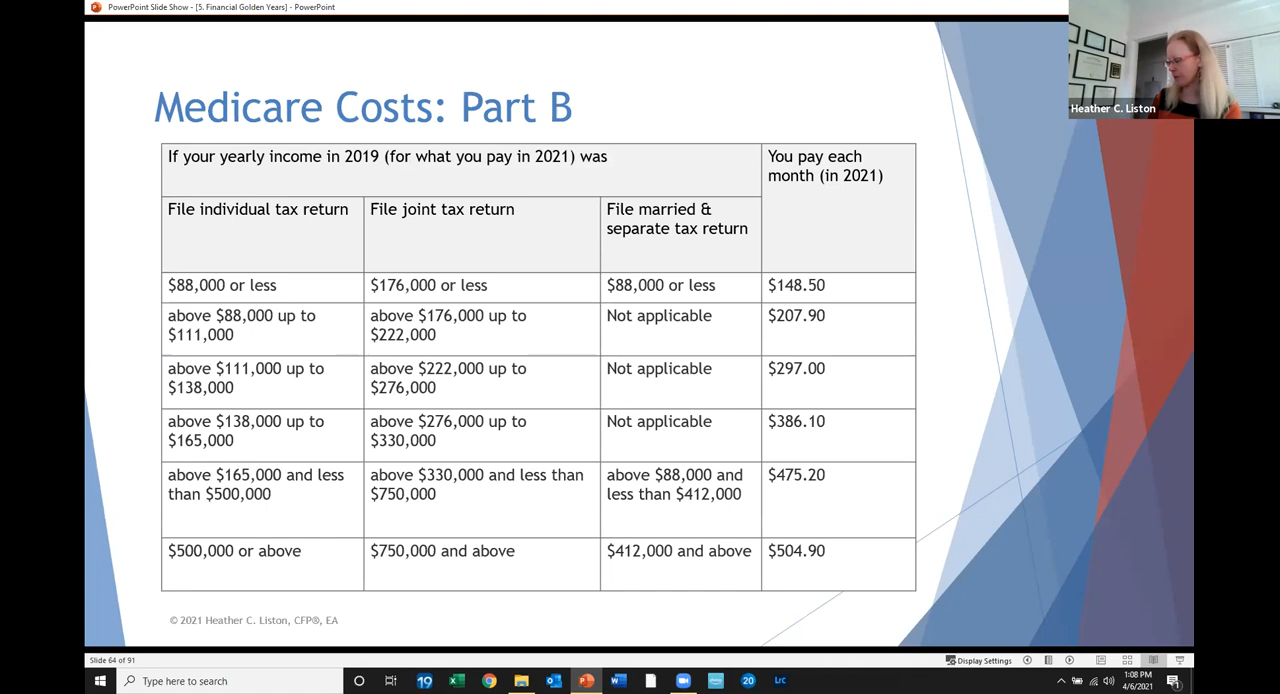 PowerPoint Slide Show - [5. Financial Golden Years] - PowerPoint
Heather C. Liston
Medicare Costs: Part B
If your yearly income in 2019 (for what you pay in 2021) was
You pay each
month (in 2021)
File individual tax return
File joint tax return
File married &
separate tax return
$88,000 or less
$176,000 or less
$88,000 or less
$148.50
above $88,000 up to
$111,000
above $176,000 up to
$222,000
Not applicable
$207.90
above $111,000 up to
$138,000
above $222,000 up to
$276,000
Not applicable
$297.00
above $138,000 up to
$165,000
above $276,000 up to
$330,000
Not applicable
$386.10
above $165,000 and less
than $500,000
above $330,000 and less than
$750,000
above $88,000 and
less than $412,000
$475.20
$500,000 or above
$750,000 and above
$412,000 and above
$504.90
© 2021 Heather C. Liston, CFP®, EA
Slide 64 of 91
Display Settings
Type here to search
19
20
Lrc
1:08 PM
4/6/2021
1